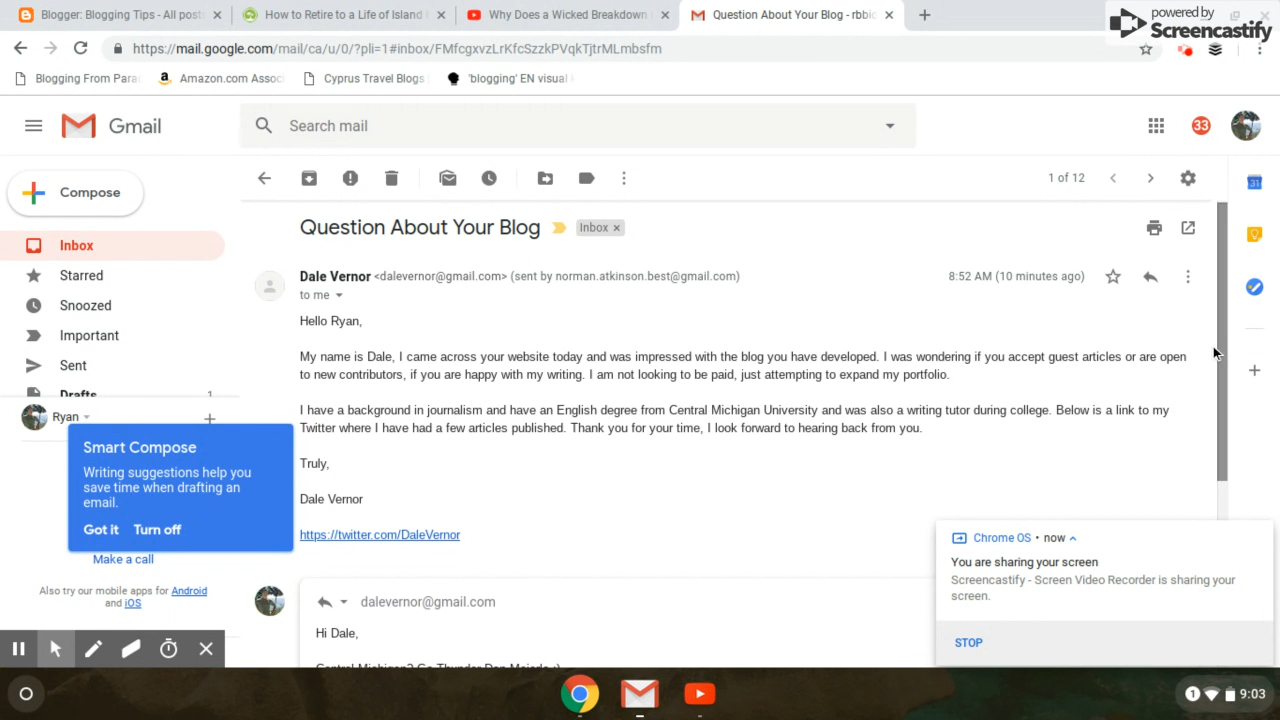 Blogger: Blogging Tips - All posts
How to Retire to a Life of Island
Why Does a Wicked Breakdown
Question About Your Blog - rbbi
powered by
Screencastify
https://mail.google.com/mail/ca/u/0/?pli=1#inbox/FMfcgxvzLrKfcSzzkPVqkTjtrMLmbsfm
Blogging From Para
Amazon.com Assoc
Cyprus Travel Blogs
'blogging' EN visual
Gmail
Search mail
33
Compose
1 of 12
31
Question About Your Blog
Inbox ×
Inbox
Starred
Snoozed
Important
Sent
Drafts 1
Dale Vernor <dalevernor@gmail.com> (sent by norman.atkinson.best@gmail.com)
8:52 AM (10 minutes ago)
to me
Hello Ryan,
My name is Dale, I came across your website today and was impressed with the blog you have developed. I was wondering if you accept guest articles or are open
to new contributors, if you are happy with my writing. I am not looking to be paid, just attempting to expand my portfolio.
I have a background in journalism and have an English degree from Central Michigan University and was also a writing tutor during college. Below is a link to my
Twitter where I have had a few articles published. Thank you for your time, I look forward to hearing back from you.
Truly,
Dale Vernor
https://twitter.com/DaleVernor
Ryan
Smart Compose
Writing suggestions help you
save time when drafting an
email.
Got it Turn off
Make a call
Also try our mobile apps for Android
and iOS
dalevernor@gmail.com
Hi Dale,
Central Michigan? Go Thunder Dan Majerle :)
Chrome OS • now
You are sharing your screen
Screencastify - Screen Video Recorder is sharing your
screen.
STOP
1
9:03